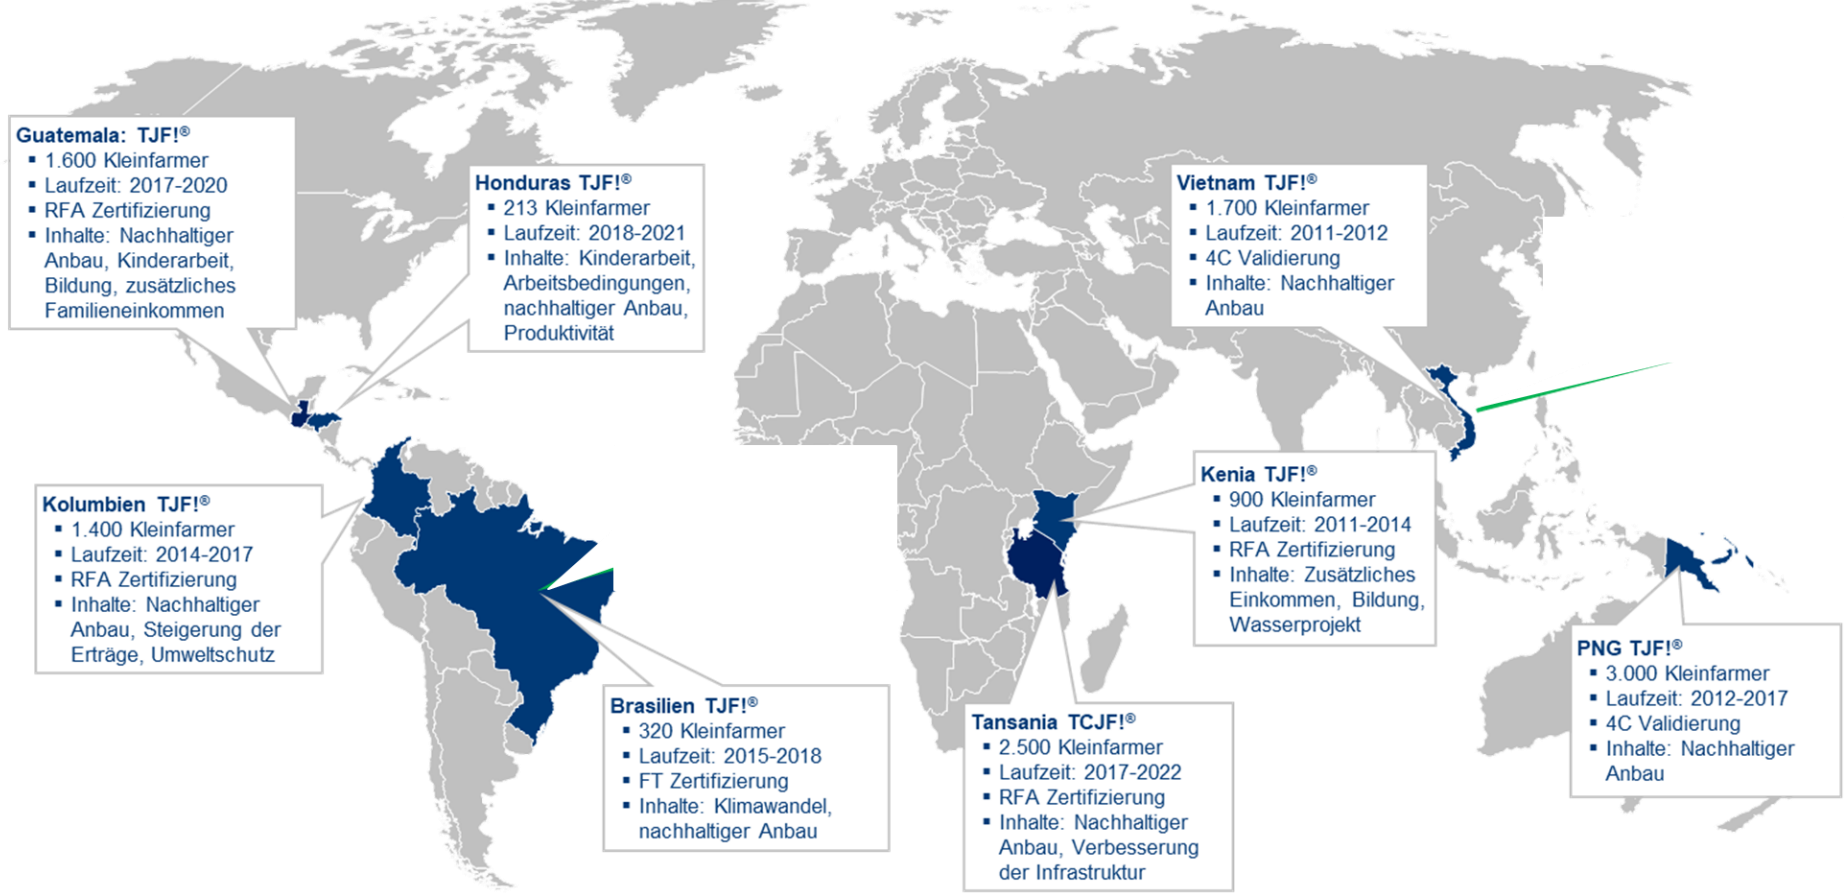 Guatemala: TJF!®
▪ 1.600 Kleinfarmer
▪ Laufzeit: 2017-2020
▪ RFA Zertifizierung
▪ Inhalte: Nachhaltiger
Anbau, Kinderarbeit,
Bildung, zusätzliches
Familieneinkommen
Honduras TJF!®
▪ 213 Kleinfarmer
▪ Laufzeit: 2018-2021
▪ Inhalte: Kinderarbeit,
Arbeitsbedingungen,
nachhaltiger Anbau,
Produktivität
Vietnam TJF!®
▪ 1.700 Kleinfarmer
▪ Laufzeit: 2011-2012
▪ 4C Validierung
▪ Inhalte: Nachhaltiger
Anbau
Kolumbien TJF!®
▪ 1.400 Kleinfarmer
▪ Laufzeit: 2014-2017
▪ RFA Zertifizierung
▪ Inhalte: Nachhaltiger
Anbau, Steigerung der
Erträge, Umweltschutz
Kenia TJF!®
▪ 900 Kleinfarmer
▪ Laufzeit: 2011-2014
▪ RFA Zertifizierung
▪ Inhalte: Zusätzliches
Einkommen, Bildung,
Wasserprojekt
Brasilien TJF!®
▪ 320 Kleinfarmer
▪ Laufzeit: 2015-2018
▪ FT Zertifizierung
▪ Inhalte: Klimawandel,
nachhaltiger Anbau
Tansania TCJF!®
▪ 2.500 Kleinfarmer
▪ Laufzeit: 2017-2022
▪ RFA Zertifizierung
▪ Inhalte: Nachhaltiger
Anbau, Verbesserung
der Infrastruktur
PNG TJF!®
▪ 3.000 Kleinfarmer
▪ Laufzeit: 2012-2017
▪ 4C Validierung
▪ Inhalte: Nachhaltiger
Anbau